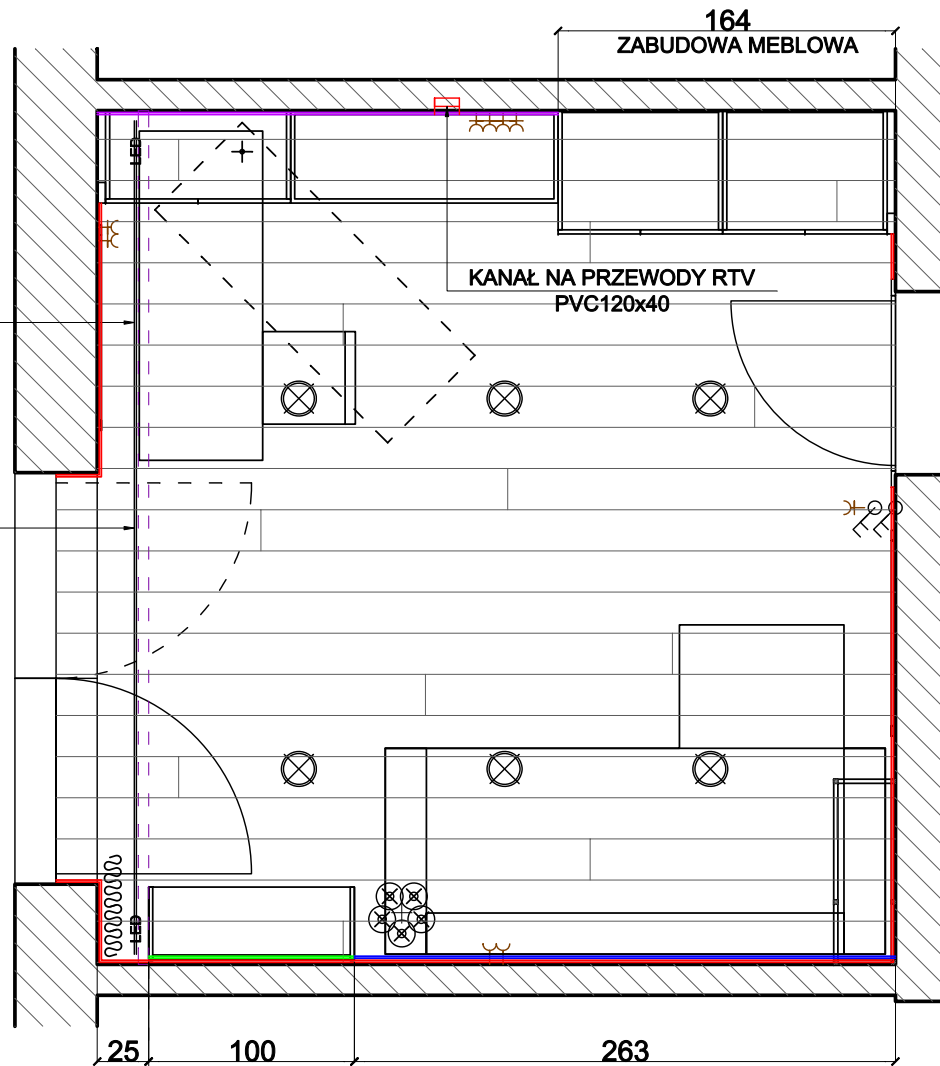 164
ZABUDOWA MEBLOWA
LED
KANAŁ NA PRZEWODY RTV
PVC120x40
LED
25
100
263